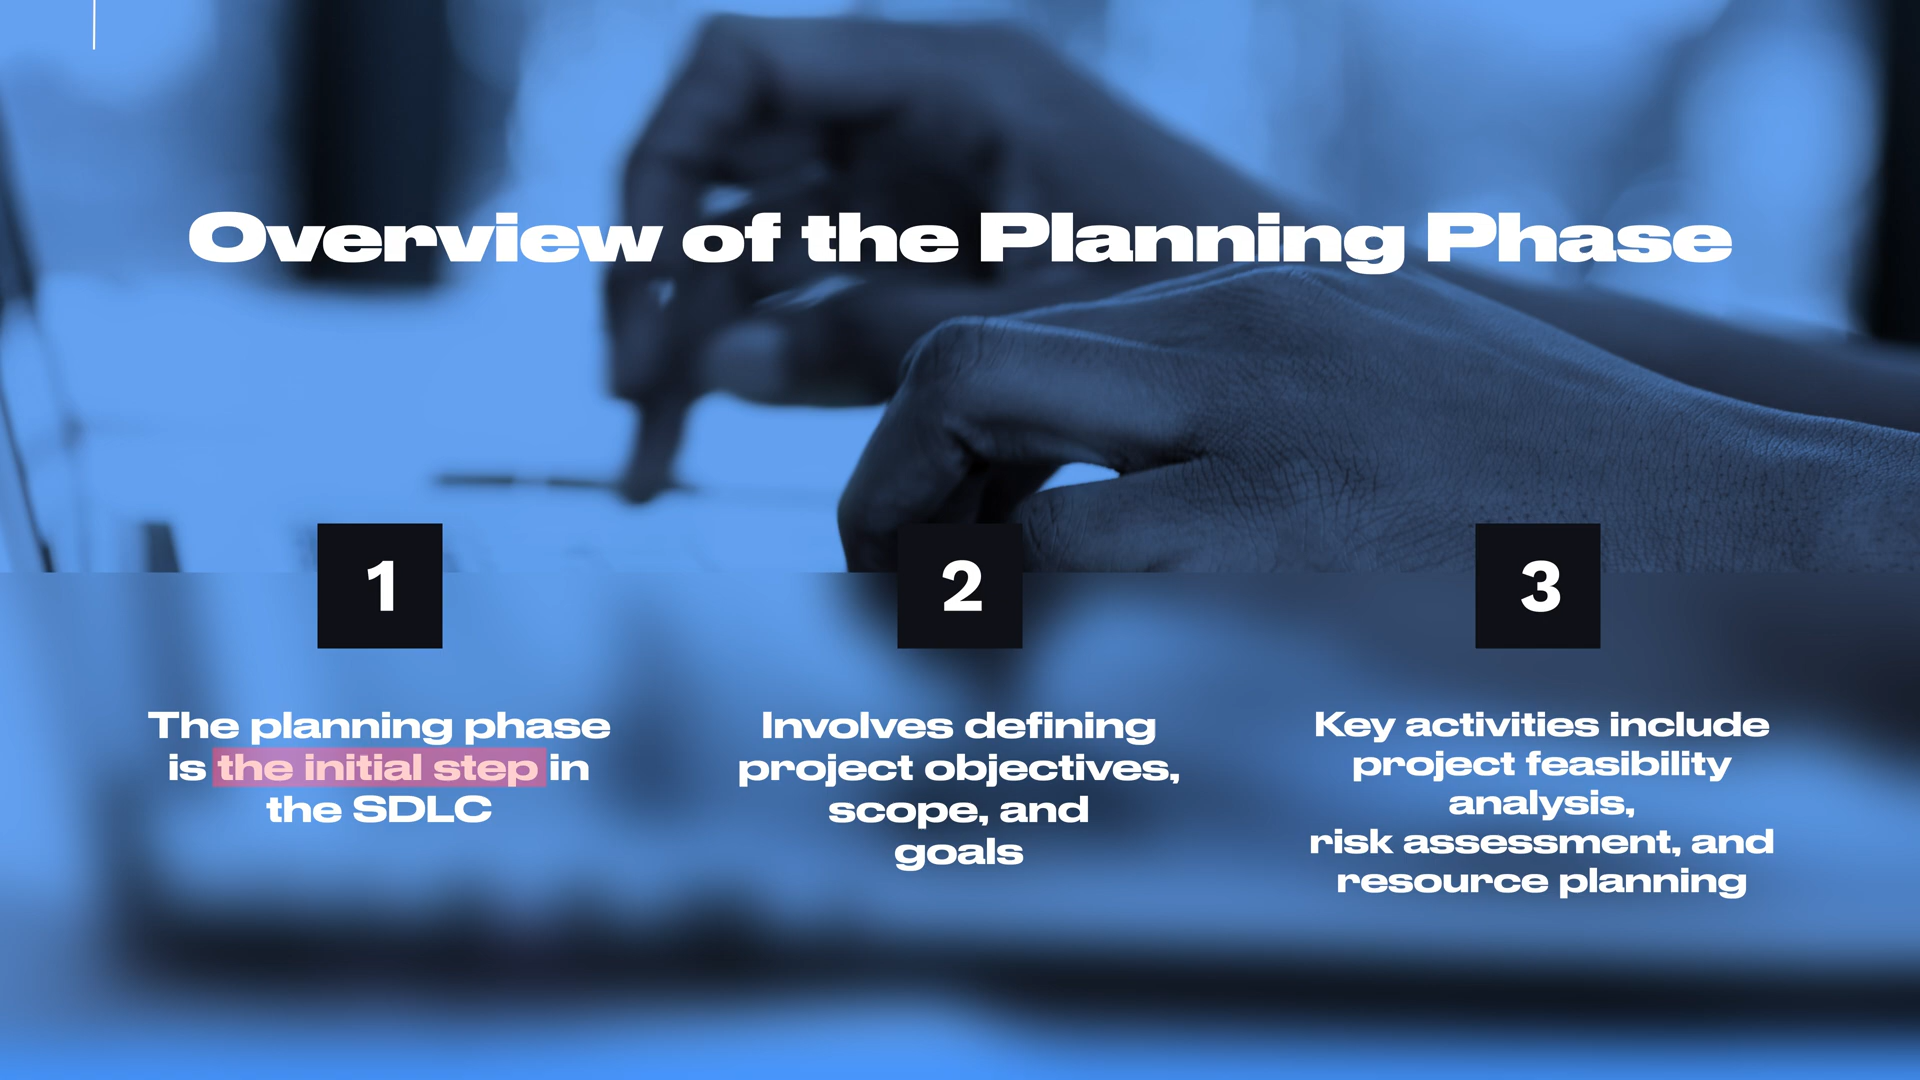 Overview of the Planning Phase
1
The planning phase
is the initial step in
the SDLC
2
Involves defining
project objectives,
scope, and
goals
3
Key activities include
project feasibility
analysis,
risk assessment, and
resource planning